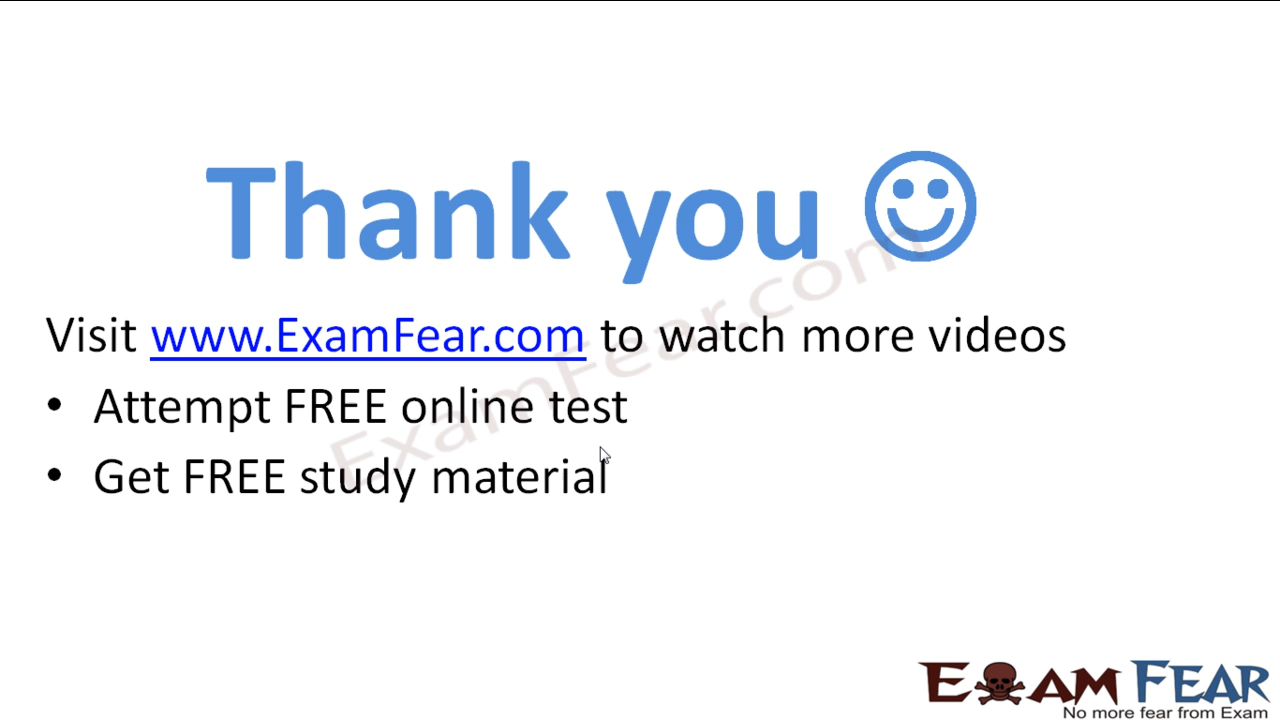 Thank you ☺
Visit www.ExamFear.com to watch more videos
• Attempt FREE online test
• Get FREE study material
ExamFear.com
EXAM FEAR
No more fear from Exam